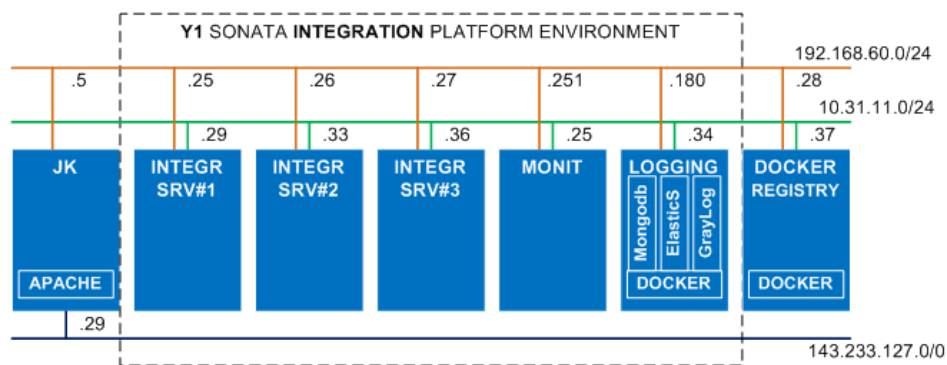 Y1 SONATA INTEGRATION PLATFORM ENVIRONMENT
192.168.60.0/24
.5 .25 .26 .27 .251 .180 .28
10.31.11.0/24
.29 .33 .36 .25 .34 .37
JK INTEGR INTEGR INTEGR MONIT LOGGING DOCKER
SRV#1 SRV#2 SRV#3 REGISTRY
Mongodb ElasticS GrayLog
APACHE DOCKER DOCKER
.29
143.233.127.0/0